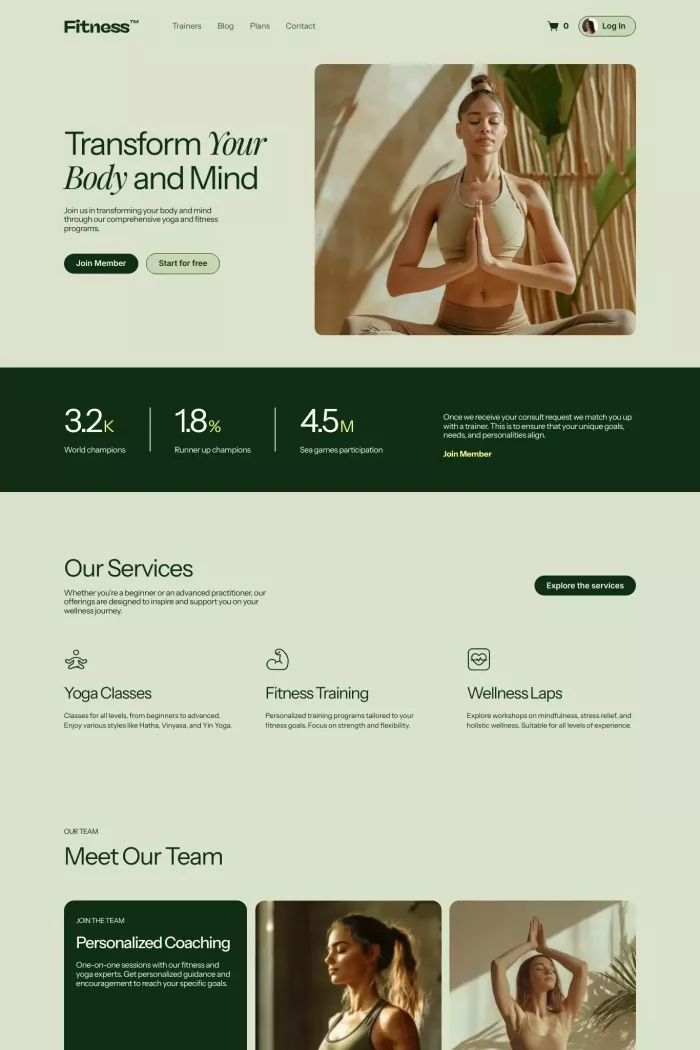 Fitness™
Trainers Blog Plans Contact
0
Log In
Transform Your
Body and Mind
Join us in transforming your body and mind
through our comprehensive yoga and fitness
programs.
Join Member
Start for free
3.2K
World champions
1.8%
Runner up champions
4.5M
Sea games participation
Once we receive your consult request we match you up
with a trainer. This is to ensure that your unique goals,
needs, and personalities align.
Join Member
Our Services
Whether you're a beginner or an advanced practitioner, our
offerings are designed to inspire and support you on your
wellness journey.
Explore the services
Yoga Classes
Classes for all levels, from beginners to advanced.
Enjoy various styles like Hatha, Vinyasa, and Yin Yoga.
Fitness Training
Personalized training programs tailored to your
fitness goals. Focus on strength and flexibility.
Wellness Laps
Explore workshops on mindfulness, stress relief, and
holistic wellness. Suitable for all levels of experience.
OUR TEAM
Meet Our Team
JOIN THE TEAM
Personalized Coaching
One-on-one sessions with our fitness and
yoga experts. Get personalized guidance and
encouragement to reach your specific goals.